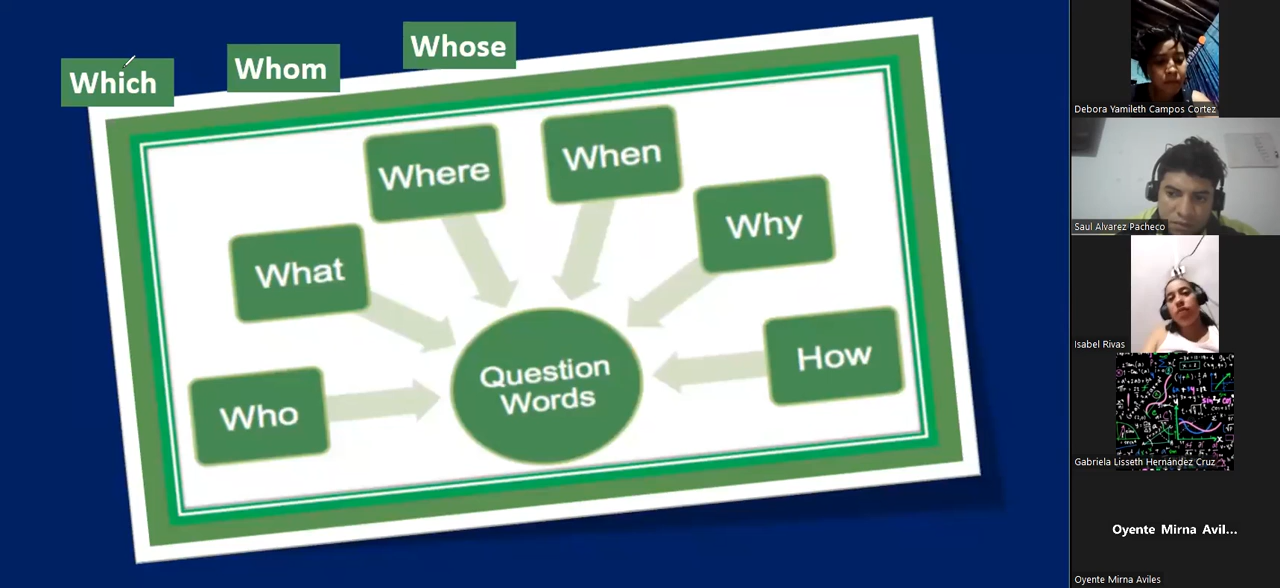 Which
Whom
Whose
Where
When
What
Why
Who
Question
Words
How
Debora Yamileth Campos Cortez
Saul Alvarez Pacheco
Isabel Rivas
Gabriela Lisseth Hernández Cruz
Oyente Mirna Avil...
Oyente Mirna Aviles